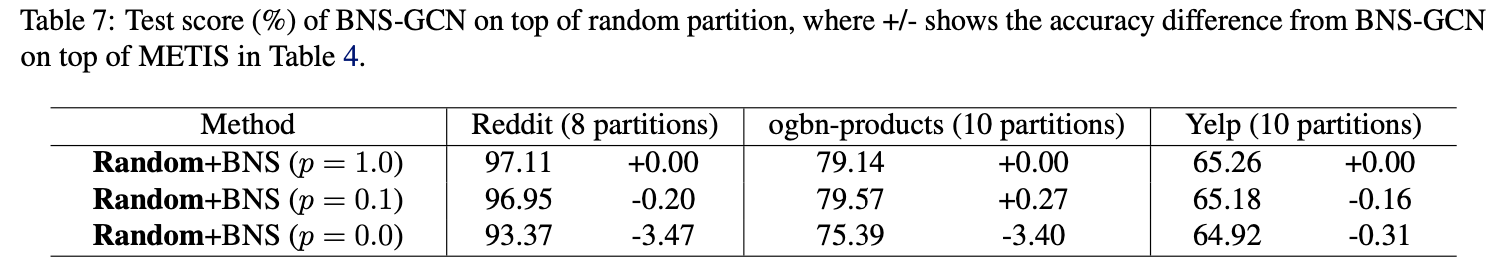 Table 7: Test score (%) of BNS-GCN on top of random partition, where +/- shows the accuracy difference from BNS-GCN
on top of METIS in Table 4.
Method Reddit (8 partitions) ogbn-products (10 partitions) Yelp (10 partitions)
Random+BNS (p = 1.0) 97.11 +0.00 79.14 +0.00 65.26 +0.00
Random+BNS (p = 0.1) 96.95 -0.20 79.57 +0.27 65.18 -0.16
Random+BNS (p = 0.0) 93.37 -3.47 75.39 -3.40 64.92 -0.31